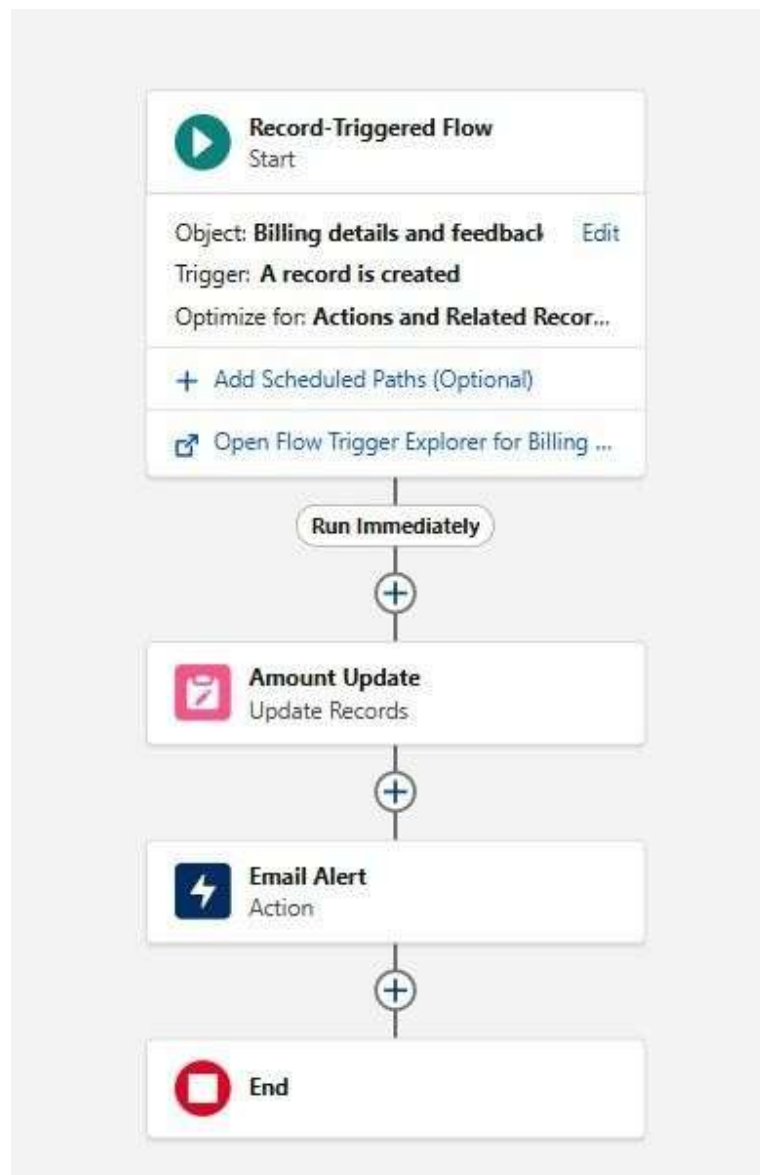 Record-Triggered Flow
Start
Object: Billing details and feedback Edit
Trigger: A record is created
Optimize for: Actions and Related Recor...
Add Scheduled Paths (Optional)
Open Flow Trigger Explorer for Billing ...
Run Immediately
Amount Update
Update Records
Email Alert
Action
End